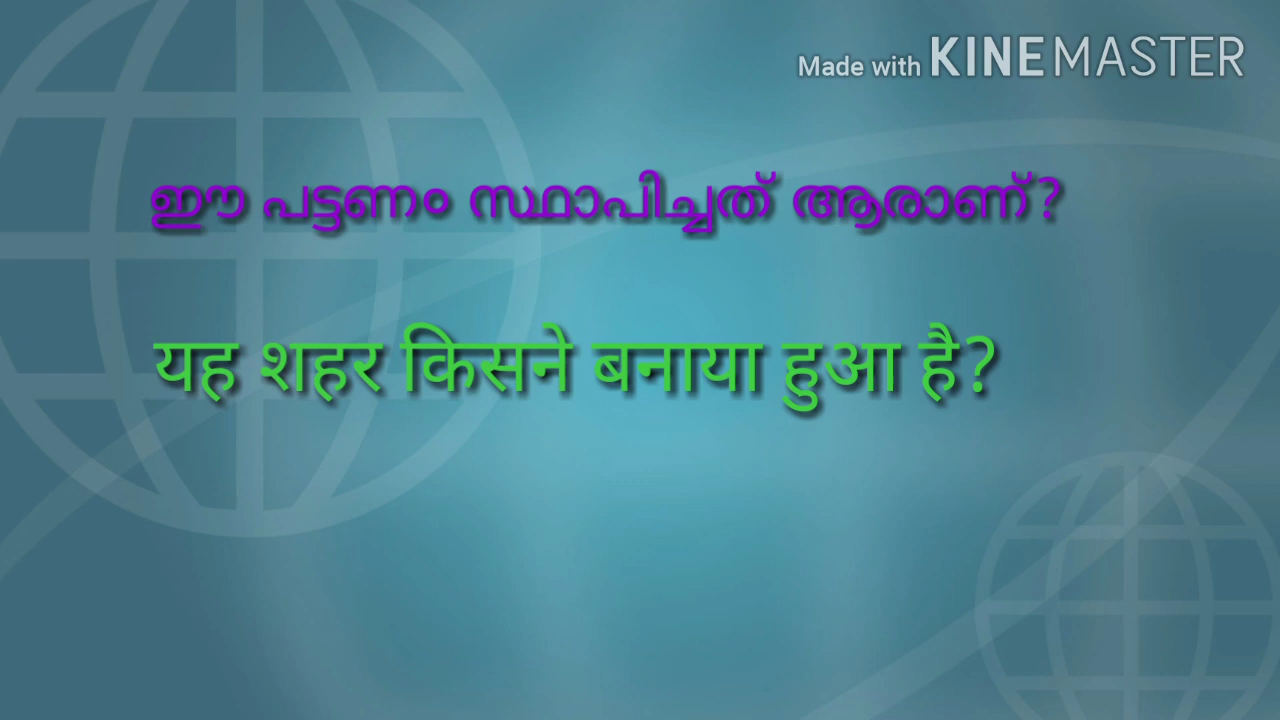 Made with KINEMASTER
ഈ പട്ടണം സ്ഥാപിച്ചത് ആരാണ്?
यह शहर किसने बनाया हुआ है?